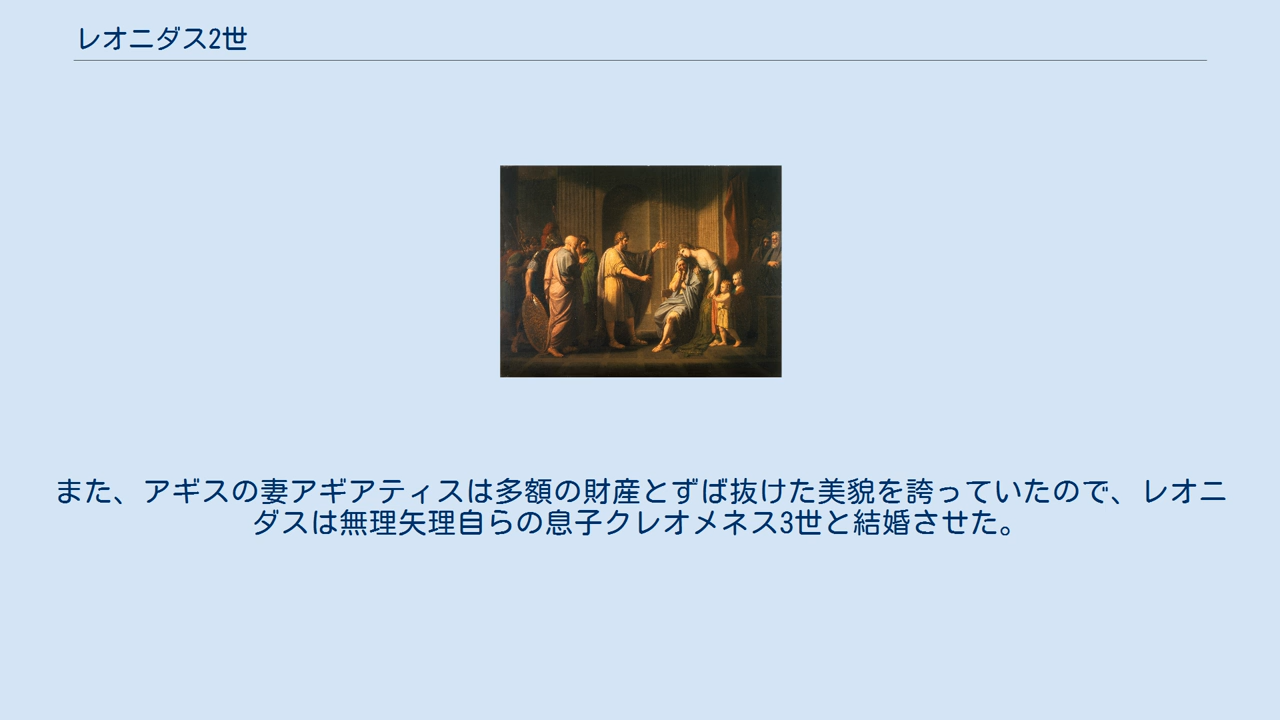 レオニダス2世
また、アギスの妻アギアティスは多額の財産とずば抜けた美貌を誇っていたので、レオニ
ダスは無理矢理自らの息子クレオメネス3世と結婚させた。